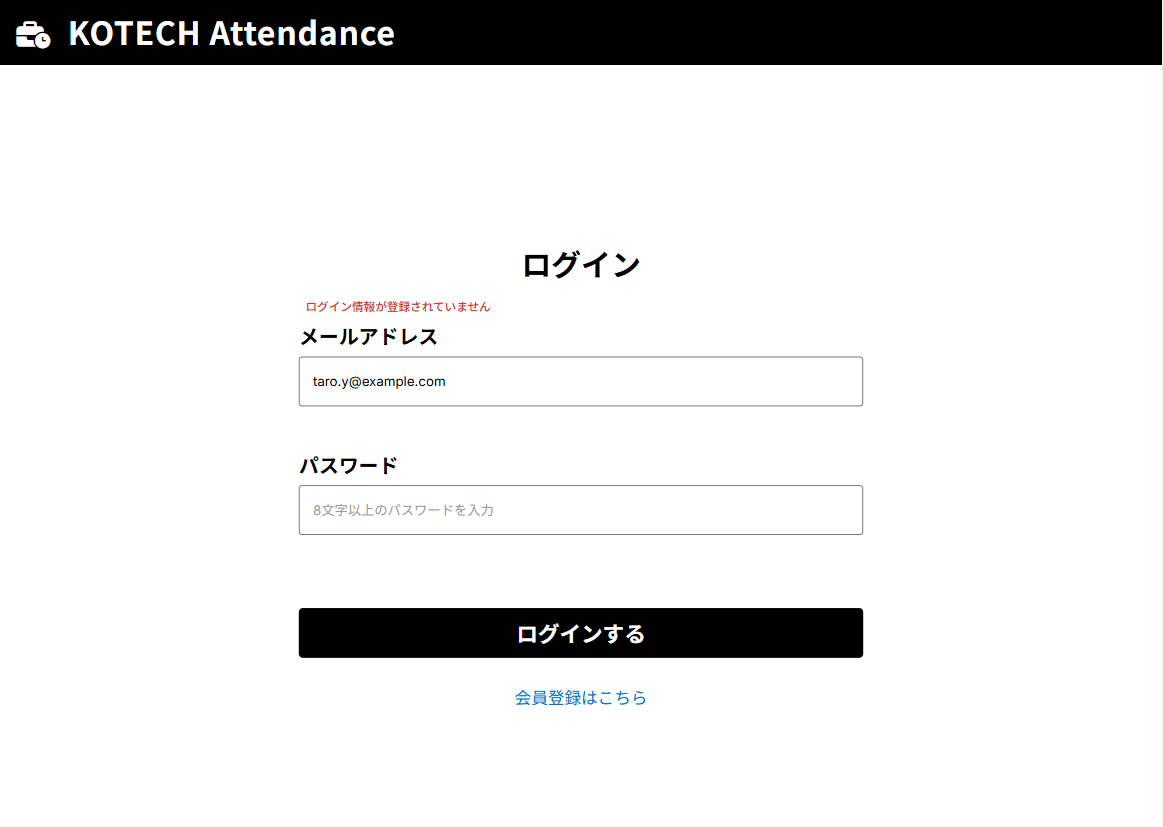 KOTECH Attendance
ログイン
ログイン情報が登録されていません
メールアドレス
taro.y@example.com
パスワード
8文字以上のパスワードを入力
ログインする
会員登録はこちら